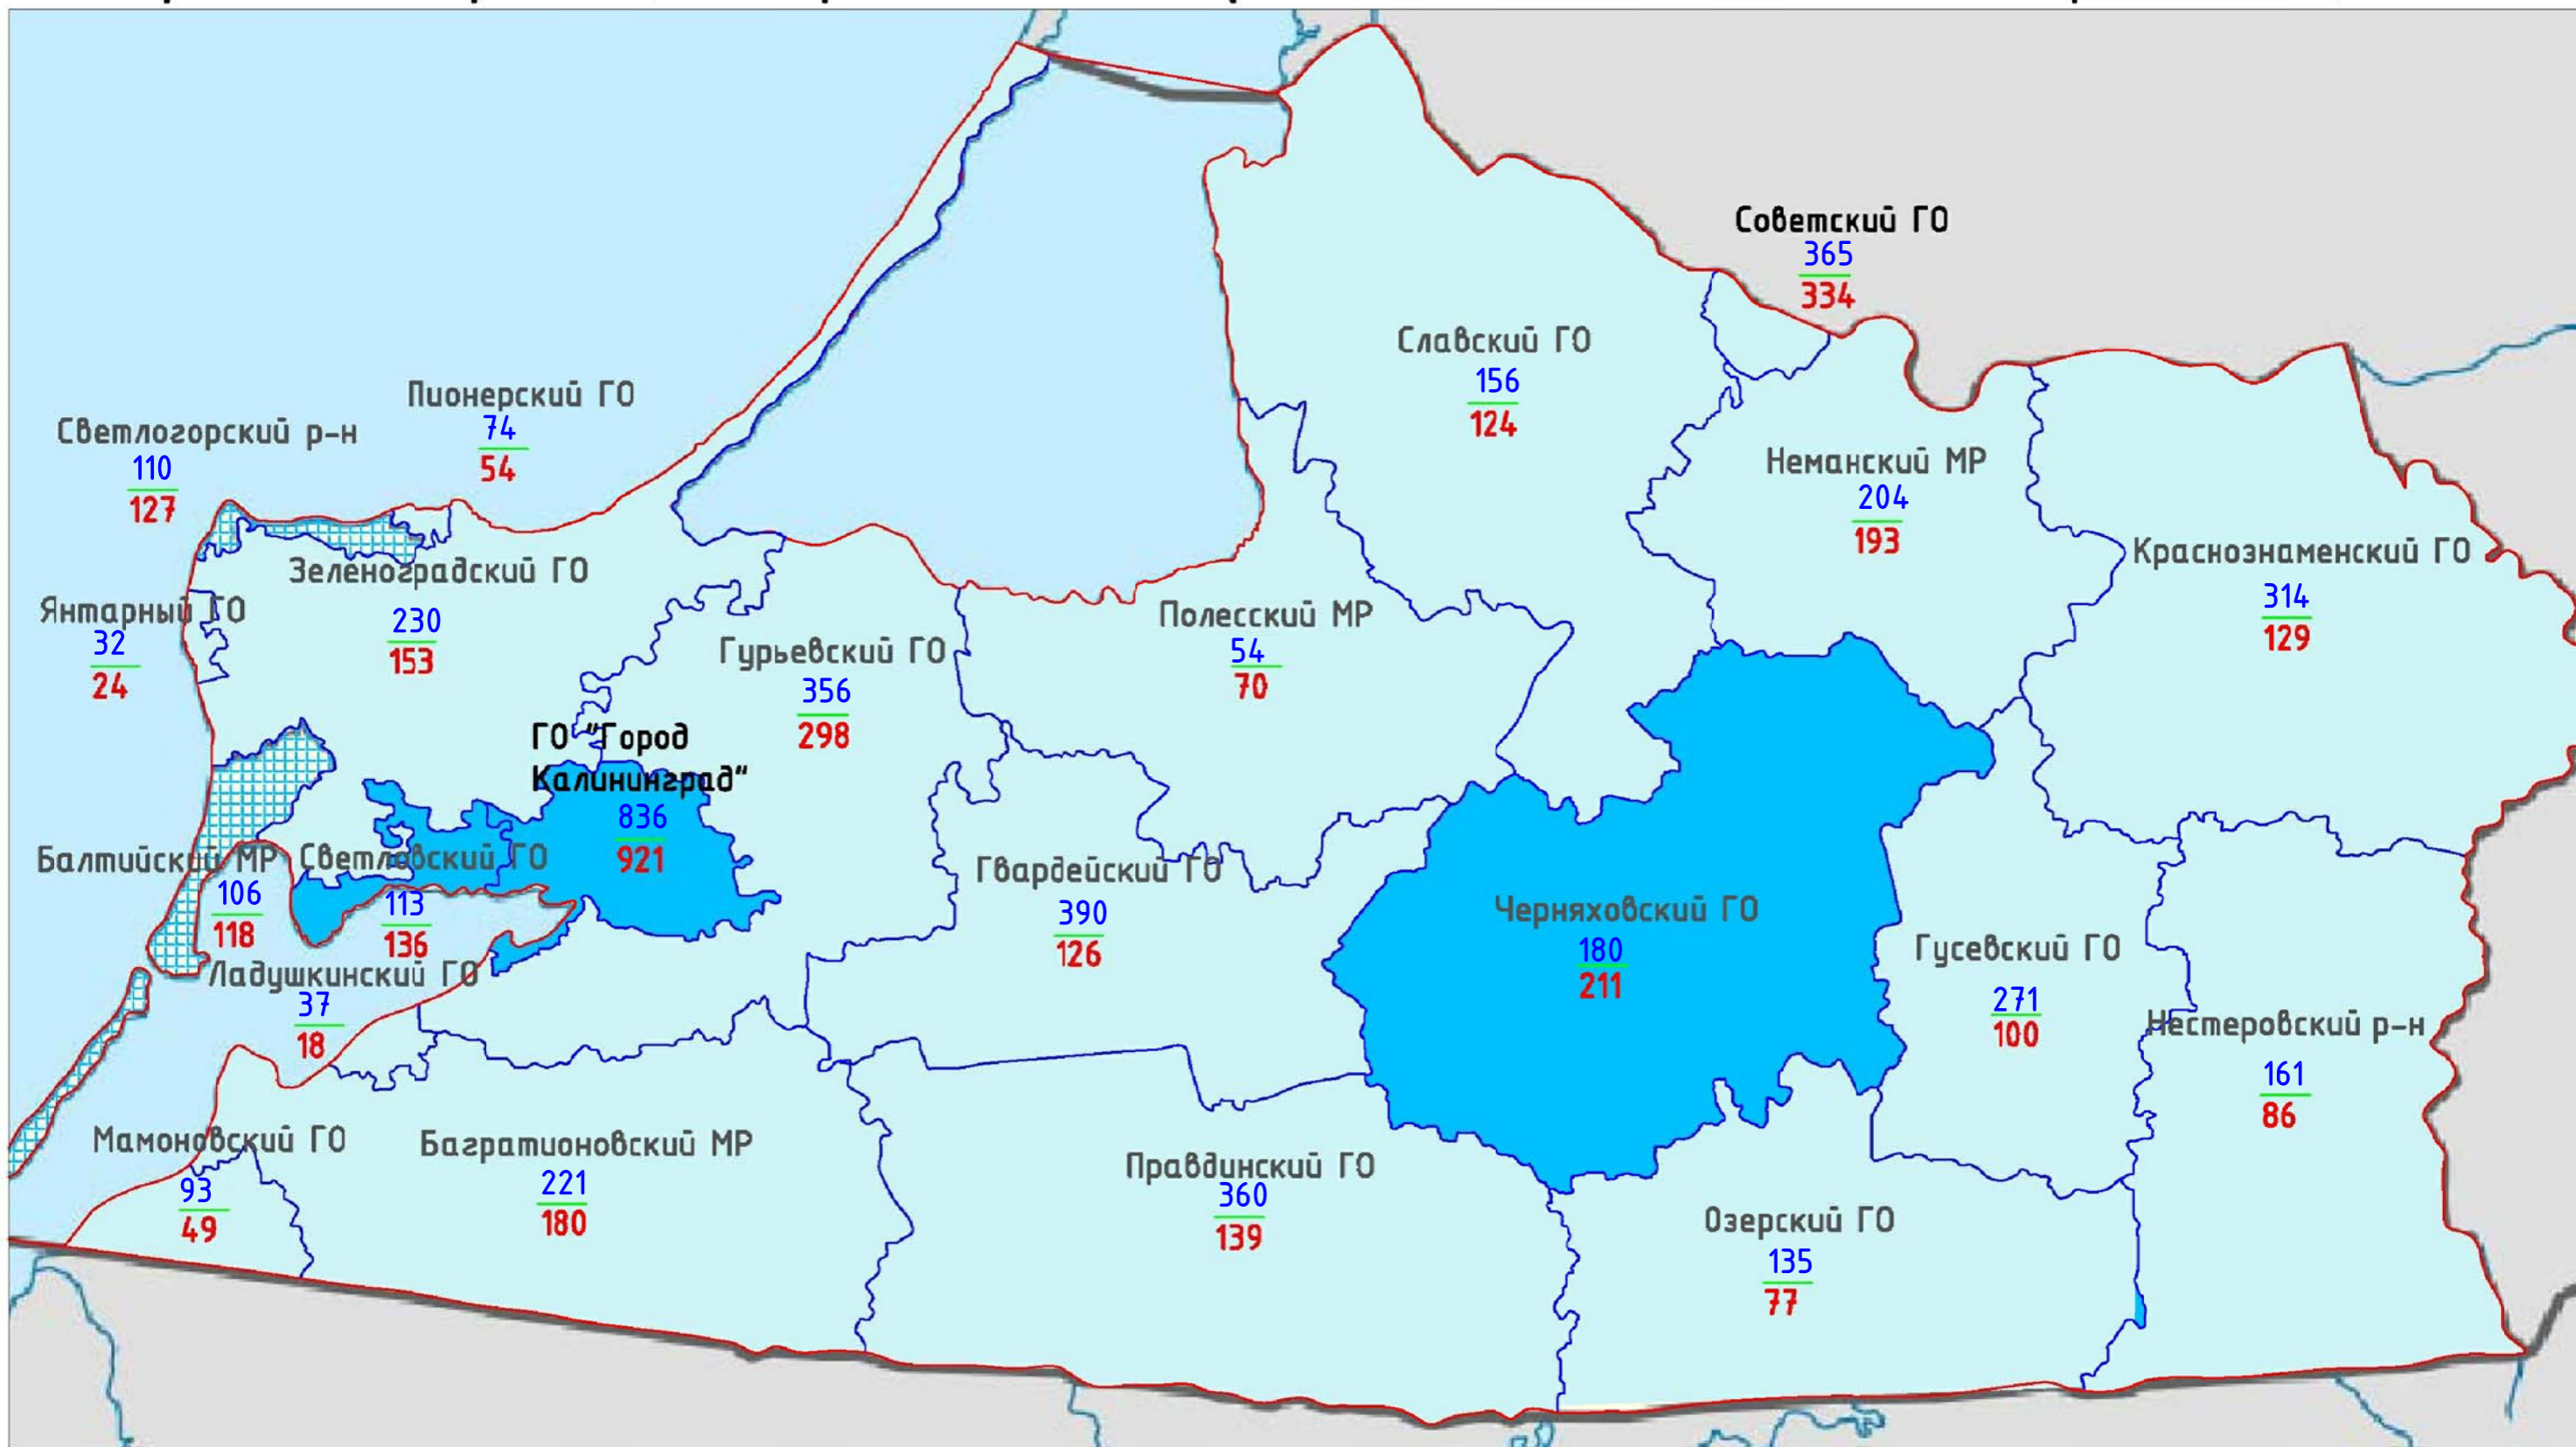 Советский ГО
365
334
Славский ГО
156
124
Пионерский ГО
74
54
Светлогорский р-н
110
127
Неманский МР
204
193
Краснознаменский ГО
314
129
Зеленоградский ГО
230
153
Янтарный ГО
32
24
Полесский МР
54
70
Гурьевский ГО
356
298
ГО "Город
Калининград"
836
921
Балтийский МР
106
118
Светловский ГО
113
136
Гвардейский ГО
390
126
Черняховский ГО
180
211
Гусевский ГО
271
100
Ладушкинский ГО
37
18
Нестеровский р-н
161
86
Мамоновский ГО
93
49
Багратионовский МР
221
180
Правдинский ГО
360
139
Озерский ГО
135
77